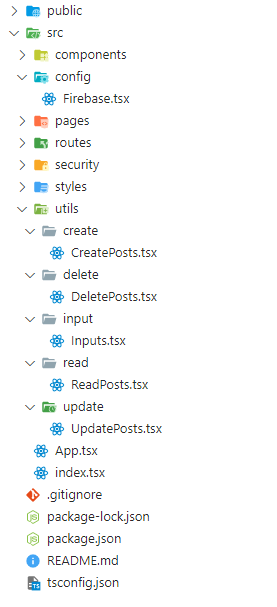 public
src
components
config
Firebase.tsx
pages
routes
security
styles
utils
create
CreatePosts.tsx
delete
DeletePosts.tsx
input
Inputs.tsx
read
ReadPosts.tsx
update
UpdatePosts.tsx
App.tsx
index.tsx
.gitignore
package-lock.json
package.json
README.md
tsconfig.json